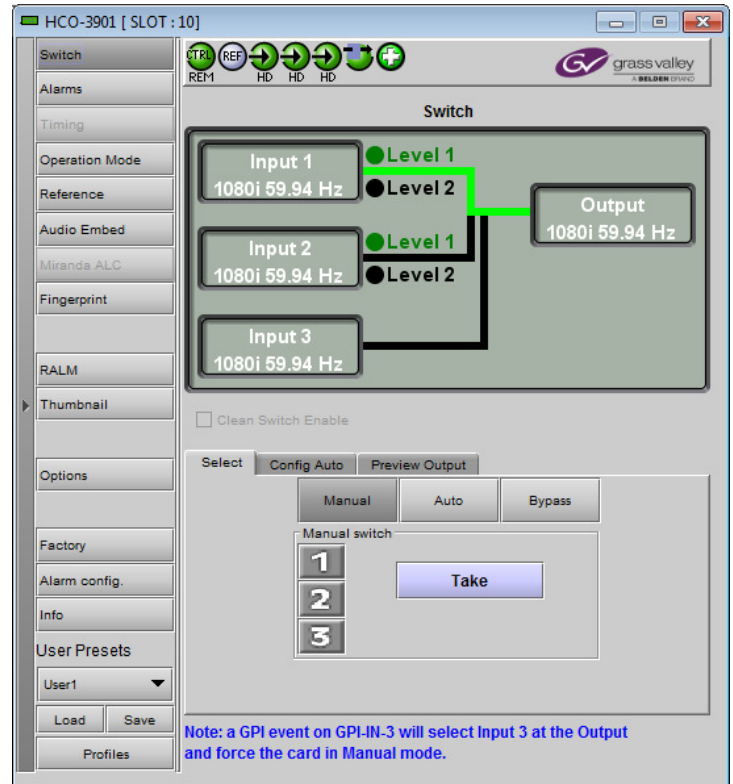 HCO-3901 [ SLOT : 10]
Switch
Alarms
Timing
Operation Mode
Reference
Audio Embed
Miranda ALC
Fingerprint
RALM
Thumbnail
Options
Factory
Alarm config.
Info
User Presets
User1
Load Save
Profiles
CTRL REF
REM HD HD HD
GV grass valley
A BELDEN BRAND
Switch
Input 1
1080i 59.94 Hz
Level 1
Level 2
Input 2
1080i 59.94 Hz
Level 1
Level 2
Input 3
1080i 59.94 Hz
Output
1080i 59.94 Hz
Clean Switch Enable
Select Config Auto Preview Output
Manual Auto Bypass
Manual switch
1
2
3
Take
Note: a GPI event on GPI-IN-3 will select Input 3 at the Output
and force the card in Manual mode.